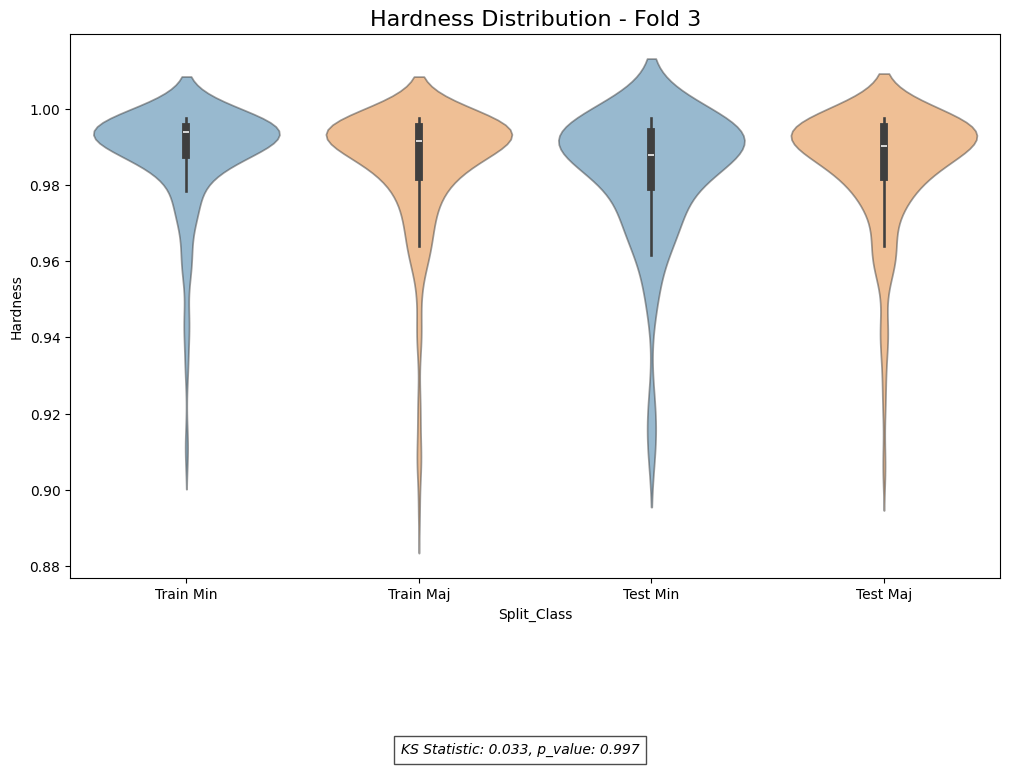 Hardness Distribution - Fold 3
Hardness
1.00
0.98
0.96
0.94
0.92
0.90
0.88
Train Min
Train Maj
Test Min
Test Maj
Split_Class
KS Statistic: 0.033, p_value: 0.997